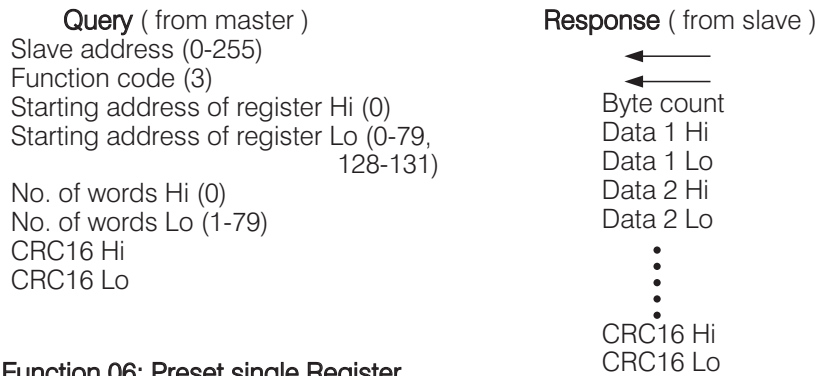 Query ( from master )
Slave address (0-255)
Function code (3)
Starting address of register Hi (0)
Starting address of register Lo (0-79,
128-131)
No. of words Hi (0)
No. of words Lo (1-79)
CRC16 Hi
CRC16 Lo
Response ( from slave )
Byte count
Data 1 Hi
Data 1 Lo
Data 2 Hi
Data 2 Lo
CRC16 Hi
CRC16 Lo
Function 06: Preset single Register